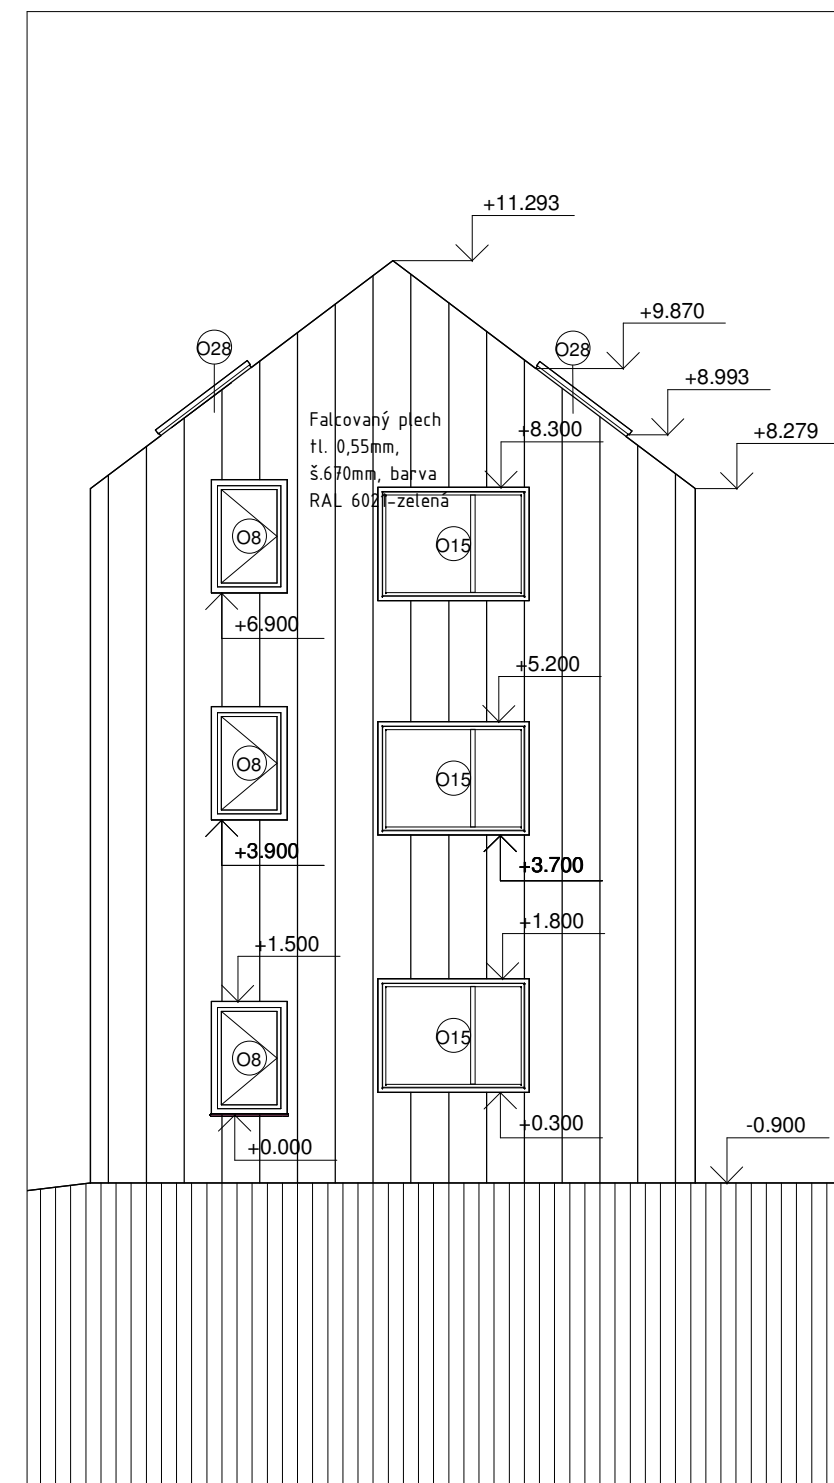 +11.293
+9.870
O28
O28
+8.993
Falcovaný plech
tl. 0,55mm,
š.670mm, barva
RAL 6021-zelená
+8.300
+8.279
O8
O15
+6.900
+5.200
O8
O15
+3.900
+3.700
+1.800
+1.500
O15
O8
+0.300
-0.900
+0.000